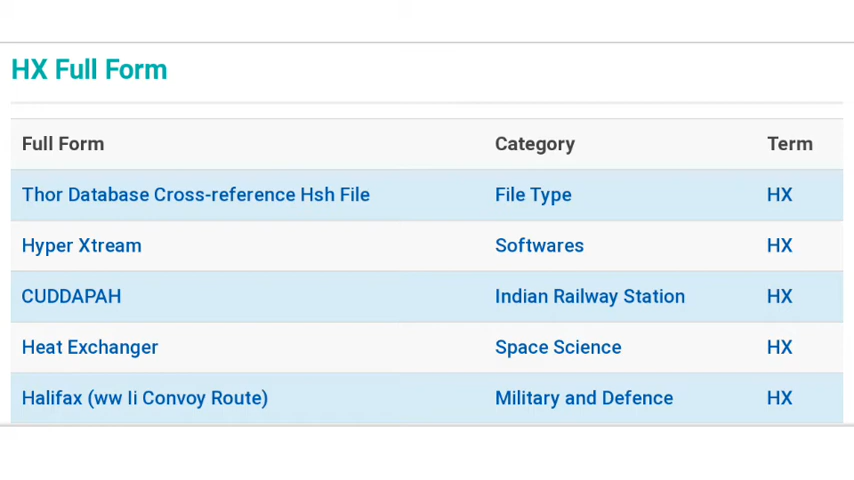 HX Full Form
Full Form Category Term
Thor Database Cross-reference Hsh File File Type HX
Hyper Xtream Softwares HX
CUDDAPAH Indian Railway Station HX
Heat Exchanger Space Science HX
Halifax (ww Ii Convoy Route) Military and Defence HX